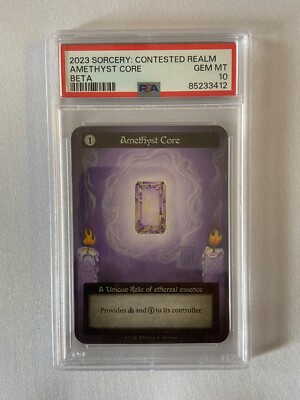 2023 SORCERY: CONTESTED REALM
AMETHYST CORE GEM MT
BETA 10
PSA 85233412
1 Amethyst Core
A Unique Relic of ethereal essence
Provides and 1 to its controller.